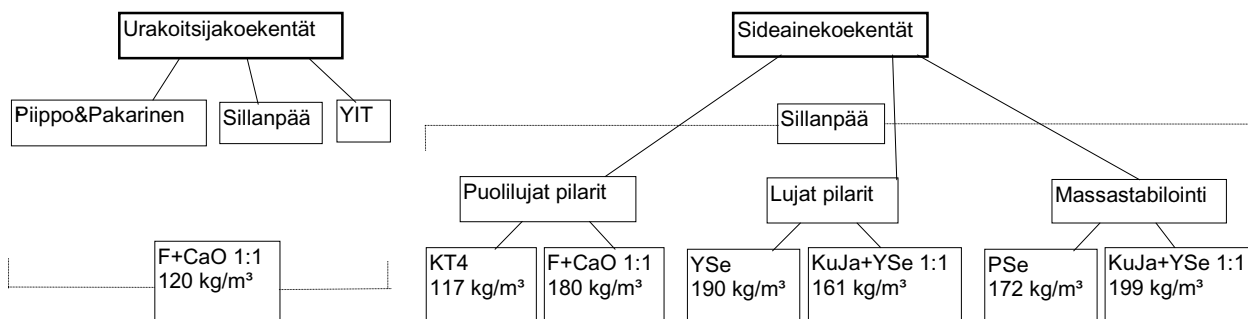 Urakoitsijakoekentät
Sideainekoekentät
Piippo&Pakarinen
Sillanpää
YIT
Sillanpää
Puolilujat pilarit
Lujat pilarit
Massastabilointi
F+CaO 1:1
120 kg/m³
KT4
117 kg/m³
F+CaO 1:1
180 kg/m³
YSe
190 kg/m³
KuJa+YSe 1:1
161 kg/m³
PSe
172 kg/m³
KuJa+YSe 1:1
199 kg/m³